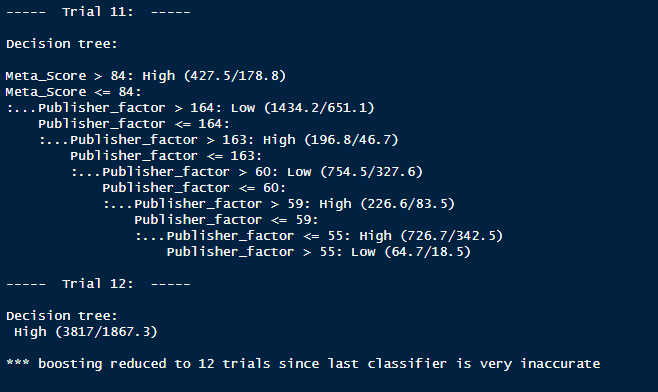 -----  Trial 11:  -----
Decision tree:
Meta_Score > 84: High (427.5/178.8)
Meta_Score <= 84:
:...Publisher_factor > 164: Low (1434.2/651.1)
    Publisher_factor <= 164:
    :...Publisher_factor > 163: High (196.8/46.7)
        Publisher_factor <= 163:
        :...Publisher_factor > 60: Low (754.5/327.6)
            Publisher_factor <= 60:
            :...Publisher_factor > 59: High (226.6/83.5)
                Publisher_factor <= 59:
                :...Publisher_factor <= 55: High (726.7/342.5)
                    Publisher_factor > 55: Low (64.7/18.5)
-----  Trial 12:  -----
Decision tree:
 High (3817/1867.3)
*** boosting reduced to 12 trials since last classifier is very inaccurate